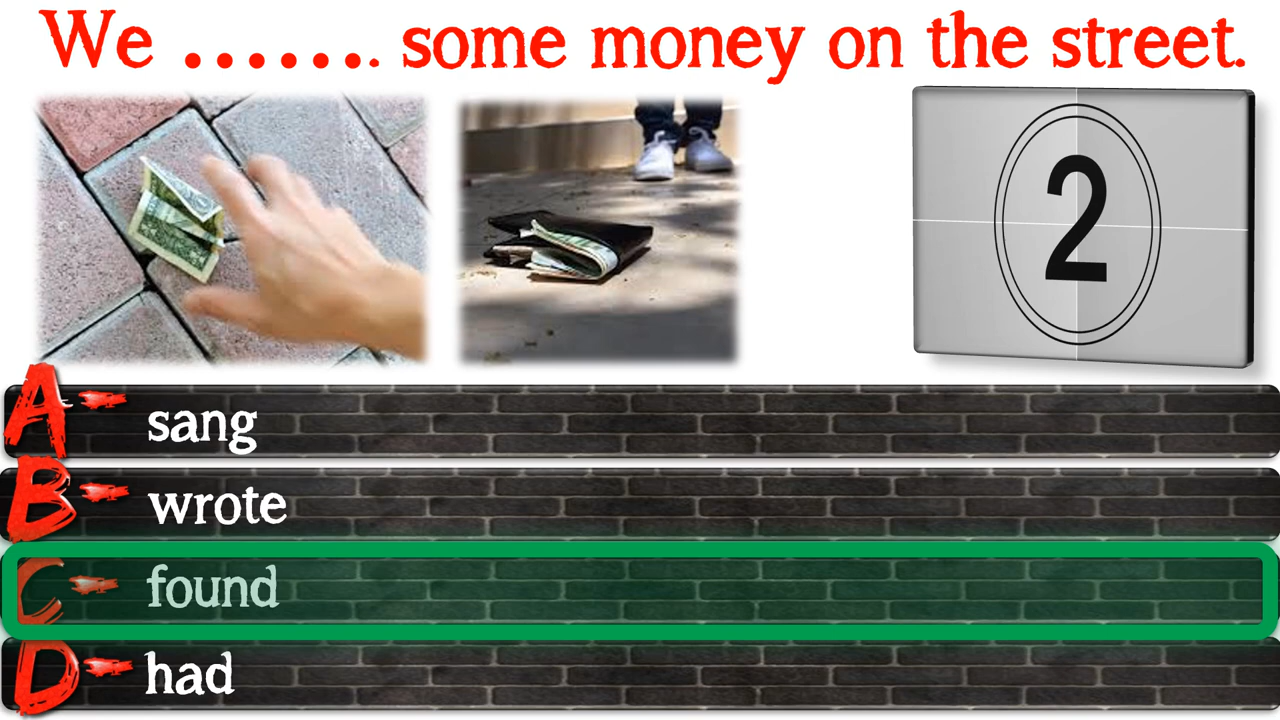 We ……. some money on the street.
2
A- sang
B- wrote
C- found
D- had